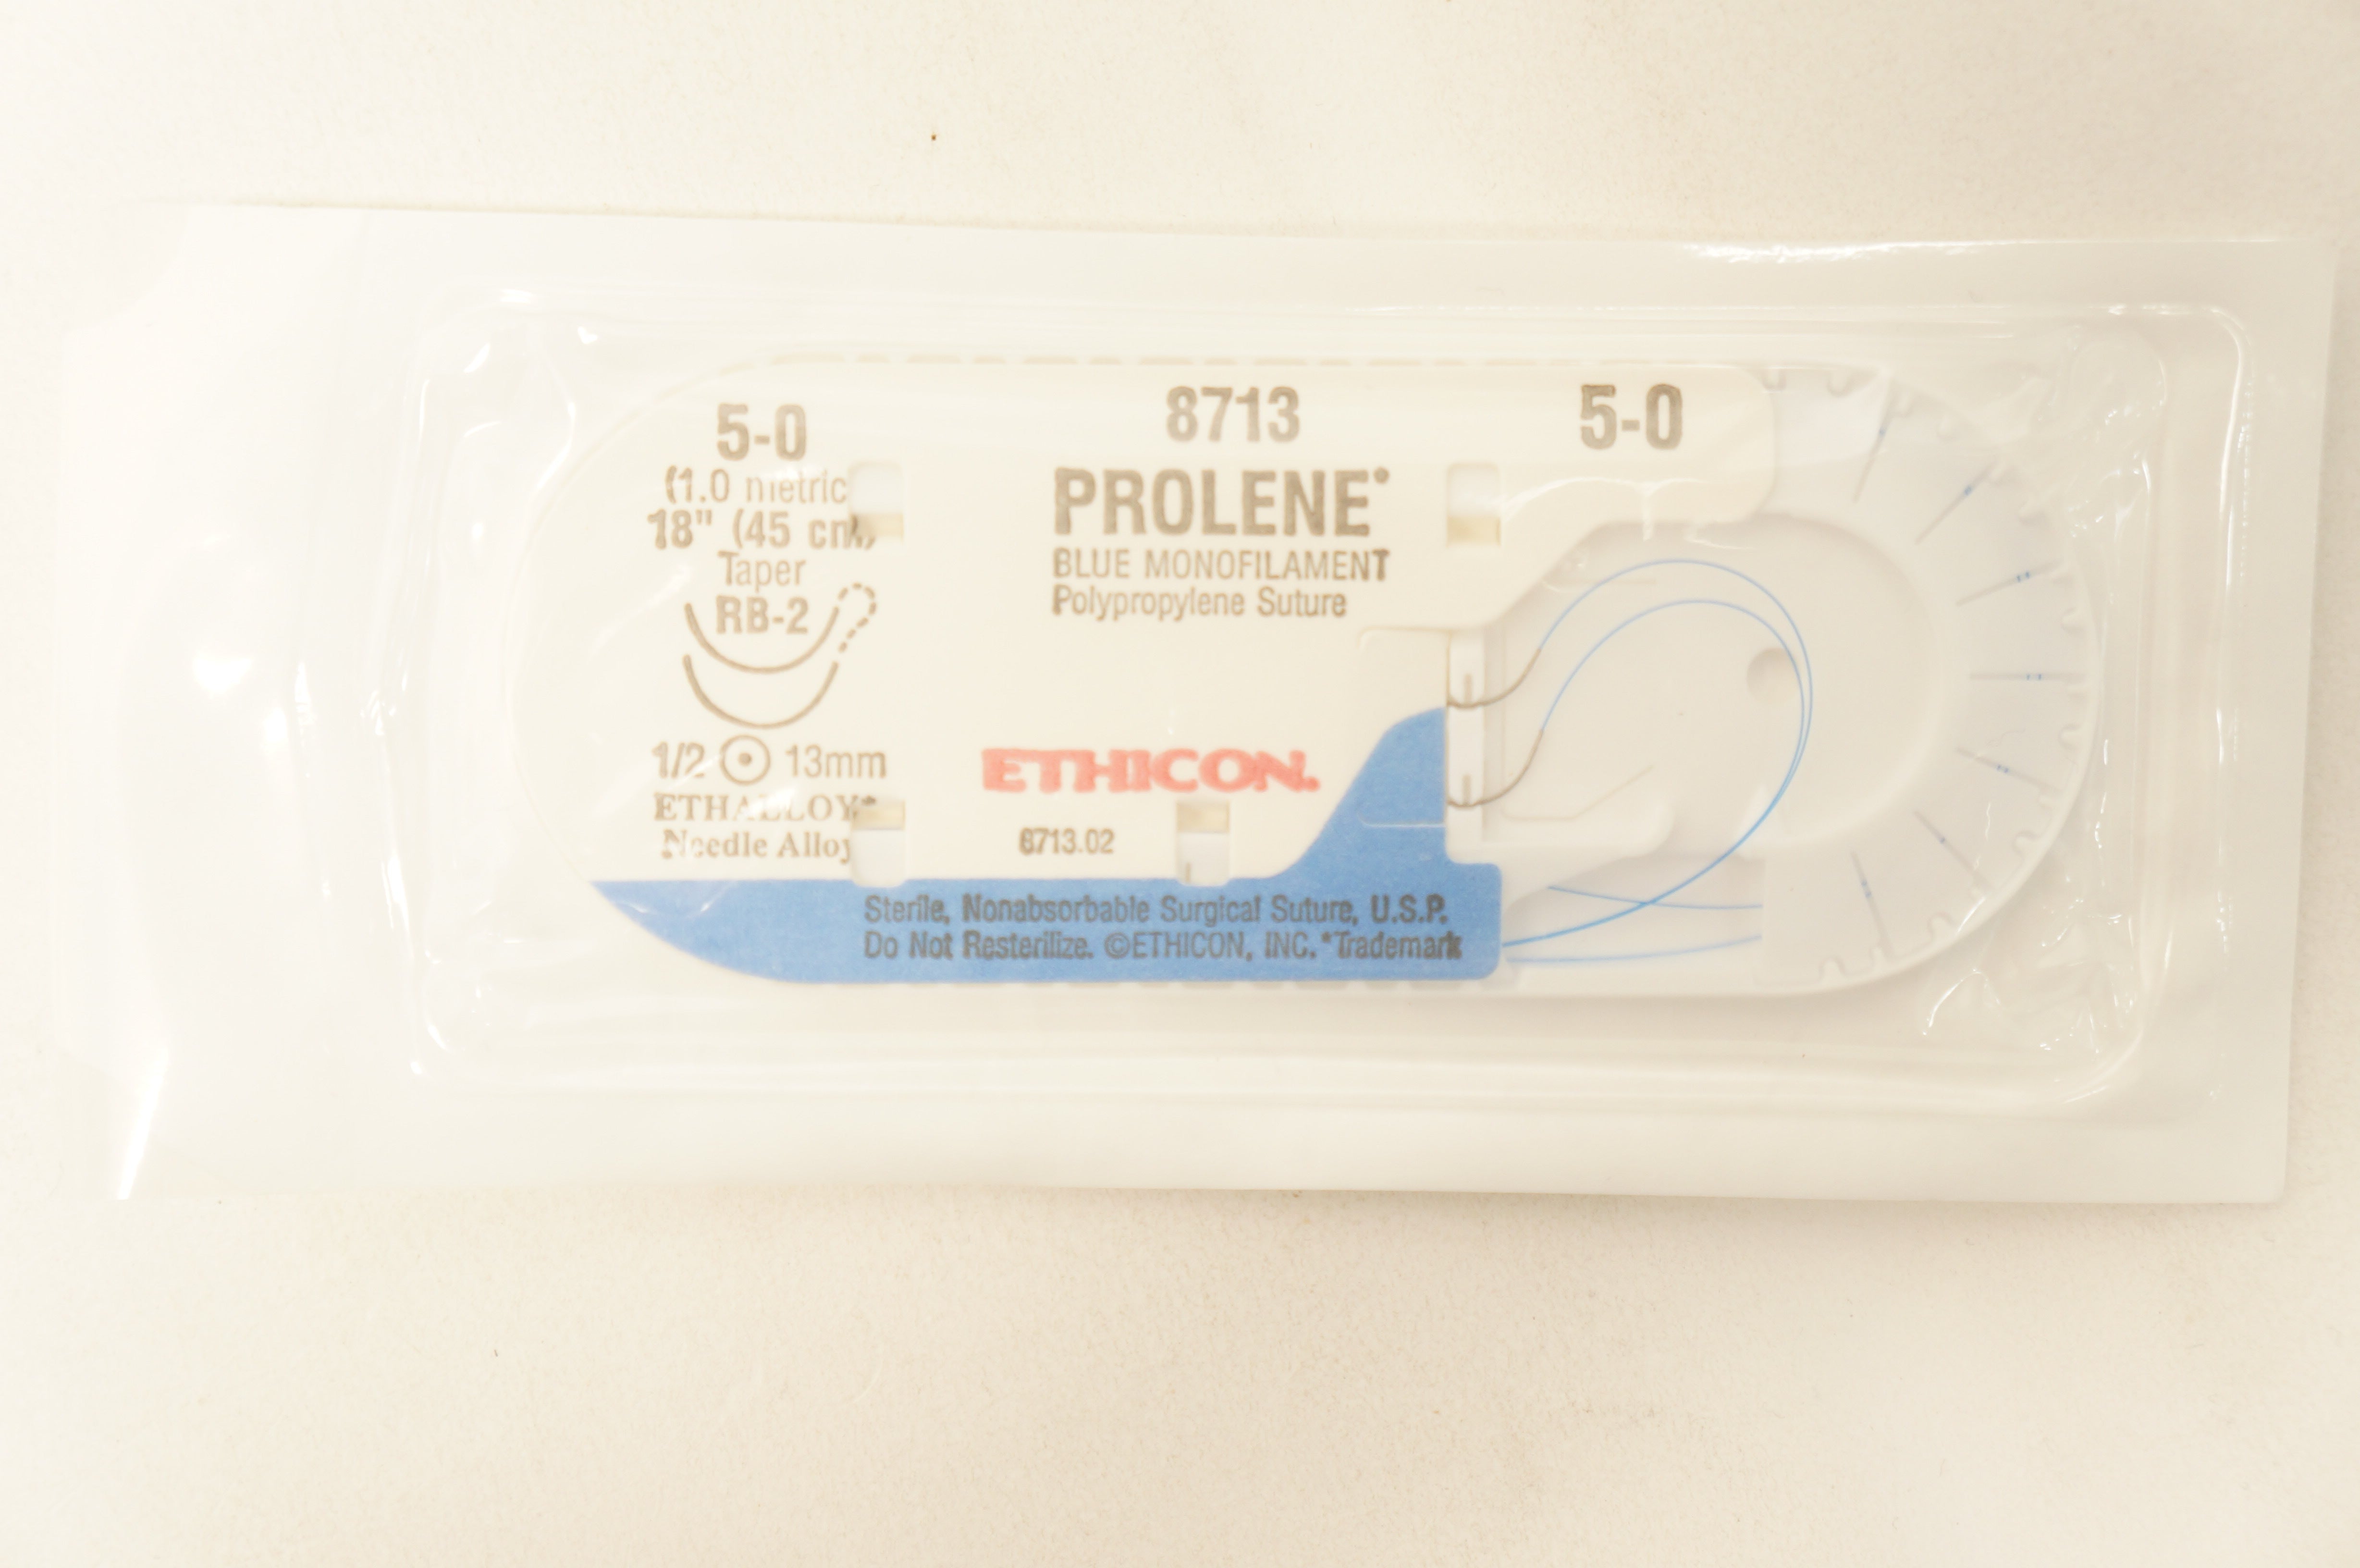 5-0
(1.0 metric
18" (45 cm)
Taper
RB-2
1/2 13mm
ETHALLOY*
Needle Alloy
8713
PROLENE*
BLUE MONOFILAMENT
Polypropylene Suture
ETHICON.
8713.02
5-0
Sterile, Nonabsorbable Surgical Suture, U.S.P.
Do Not Resterilize. ©ETHICON, INC. *Trademark